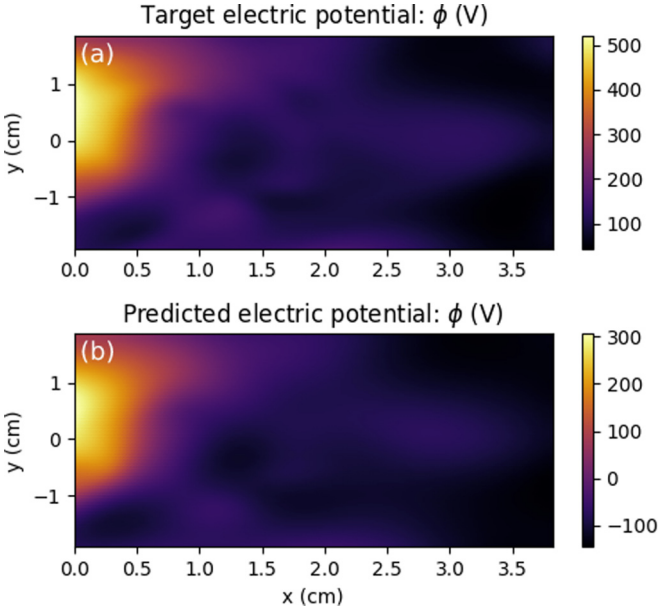 Target electric potential: ϕ (V)
(a)
1
0
−1
y (cm)
0.0 0.5 1.0 1.5 2.0 2.5 3.0 3.5
500
400
300
200
100
Predicted electric potential: ϕ (V)
(b)
1
0
−1
y (cm)
0.0 0.5 1.0 1.5 2.0 2.5 3.0 3.5
x (cm)
300
200
100
0
−100